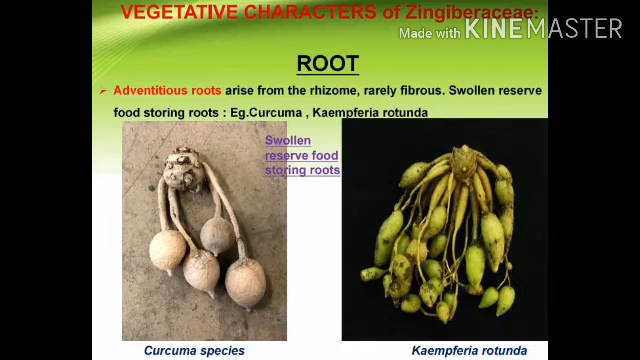 VEGETATIVE CHARACTERS of Zingiberaceae:
Made with KINEMASTER
ROOT
Adventitious roots arise from the rhizome, rarely fibrous. Swollen reserve
food storing roots : Eg.Curcuma , Kaempferia rotunda
Swollen
reserve food
storing roots
Curcuma species
Kaempferia rotunda